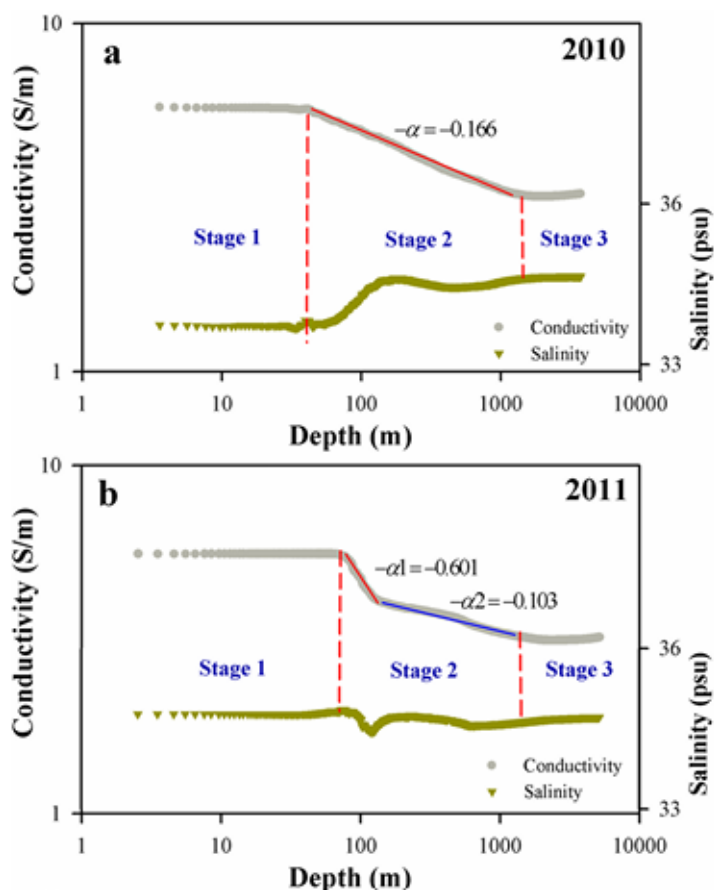 10
a
2010
Conductivity (S/m)
−α=−0.166
36
Stage 1
Stage 2
Stage 3
Salinity (psu)
Conductivity
Salinity
33
1
1
10
100
1000
10000
Depth (m)
10
b
2011
Conductivity (S/m)
−α1=−0.601
−α2=−0.103
36
Stage 1
Stage 2
Stage 3
Salinity (psu)
Conductivity
Salinity
33
1
1
10
100
1000
10000
Depth (m)